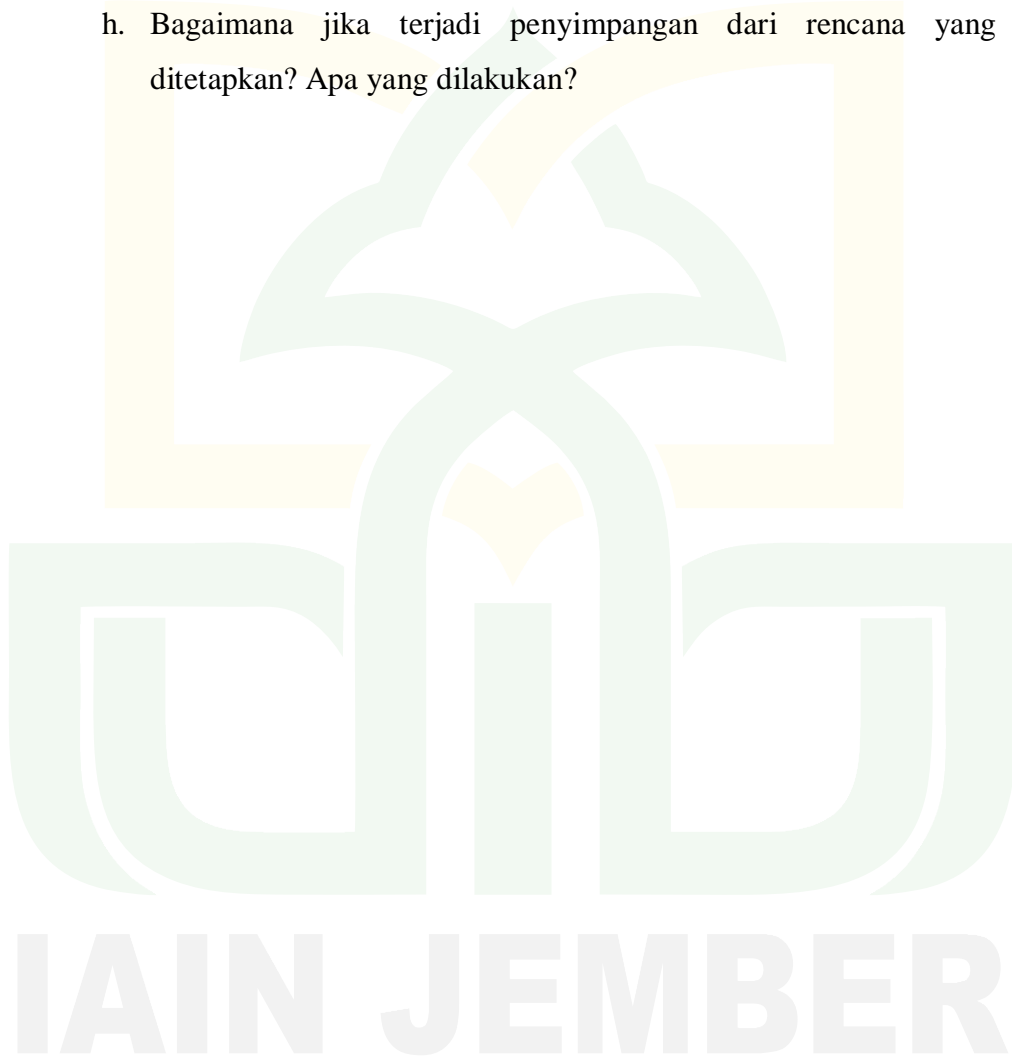 h. Bagaimana jika terjadi penyimpangan dari rencana yang
ditetapkan? Apa yang dilakukan?
IAIN JEMBER